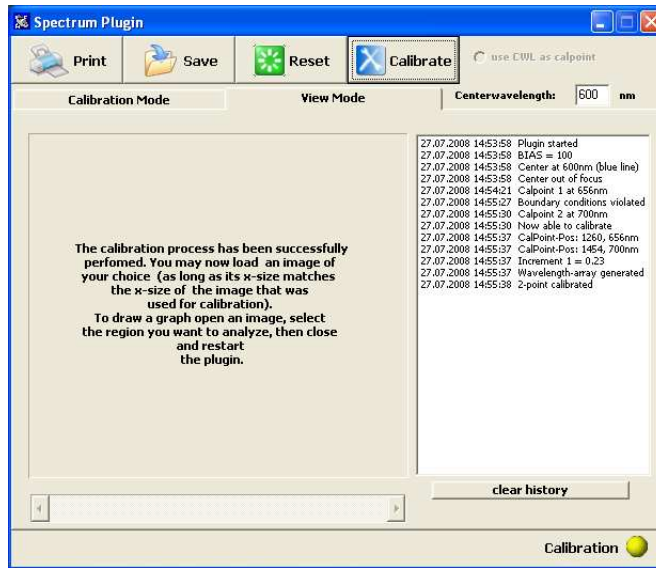 Spectrum Plugin
Print Save Reset Calibrate use CWL as calpoint
Calibration Mode View Mode Centerwavelength: 600 nm
The calibration process has been successfully
perfomed. You may now load an image of
your choice (as long as its x-size matches
the x-size of the image that was
used for calibration).
To draw a graph open an image, select
the region you want to analyze, then close
and restart
the plugin.
27.07.2008 14:53:58 Plugin started
27.07.2008 14:53:58 BIAS = 100
27.07.2008 14:53:58 Center at 600nm (blue line)
27.07.2008 14:53:58 Center out of focus
27.07.2008 14:54:21 Calpoint 1 at 656nm
27.07.2008 14:55:27 Boundary conditions violated
27.07.2008 14:55:30 Calpoint 2 at 700nm
27.07.2008 14:55:30 Now able to calibrate
27.07.2008 14:55:37 CalPoint-Pos: 1260, 656nm
27.07.2008 14:55:37 CalPoint-Pos: 1454, 700nm
27.07.2008 14:55:37 Increment 1 = 0.23
27.07.2008 14:55:37 Wavelength-array generated
27.07.2008 14:55:38 2-point calibrated
clear history
Calibration